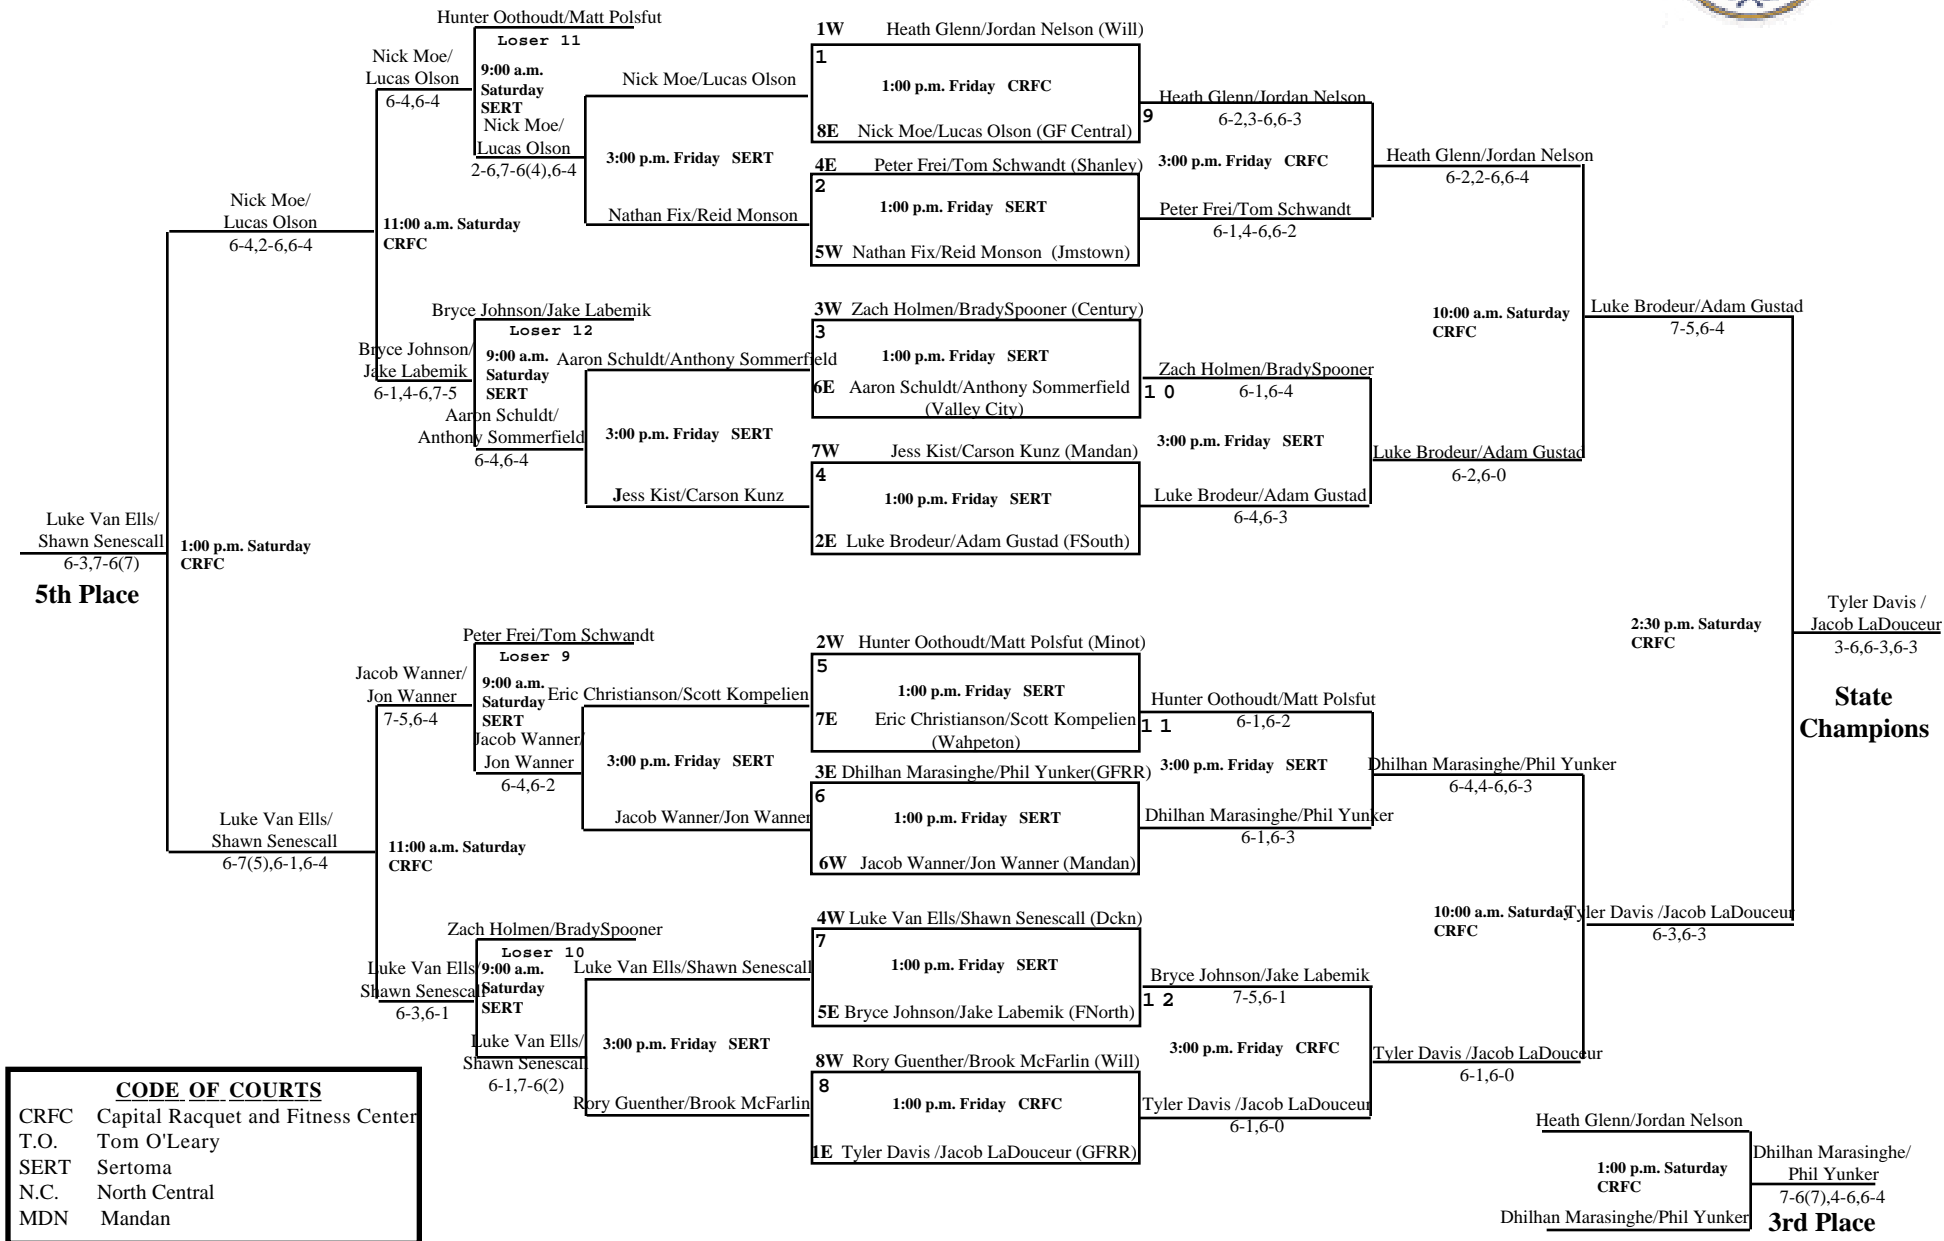 Hunter Oothoudt/Matt Polsfut
Loser 11
Nick Moe/
Lucas Olson
6-4,6-4
9:00 a.m.
Saturday
SERT
Nick Moe/
Lucas Olson
2-6,7-6(4),6-4
Nick Moe/Lucas Olson
3:00 p.m. Friday SERT
Nathan Fix/Reid Monson
Nick Moe/
Lucas Olson
6-4,2-6,6-4
11:00 a.m. Saturday
CRFC
Bryce Johnson/Jake Labernik
Loser 12
Bryce Johnson/
Jake Labernik
6-1,4-6,7-5
9:00 a.m.
Saturday
SERT
Aaron Schuldt/
Anthony Sommerfield
6-4,6-4
Aaron Schuldt/Anthony Sommerfield
3:00 p.m. Friday SERT
Jess Kist/Carson Kunz
Luke Van Ells/
Shawn Senescall
6-3,7-6(7)
5th Place
1:00 p.m. Saturday
CRFC
Peter Frei/Tom Schwandt
Loser 9
Jacob Wanner/
Jon Wanner
7-5,6-4
9:00 a.m.
Saturday
SERT
Jacob Wanner/
Jon Wanner
6-4,6-2
Eric Christianson/Scott Kompelien
3:00 p.m. Friday SERT
Jacob Wanner/Jon Wanner
Luke Van Ells/
Shawn Senescall
6-7(5),6-1,6-4
11:00 a.m. Saturday
CRFC
Zach Holmen/BradySpooner
Loser 10
Luke Van Ells/
Shawn Senescall
6-3,6-1
9:00 a.m.
Saturday
SERT
Luke Van Ells/
Shawn Senescall
6-1,7-6(2)
Luke Van Ells/Shawn Senescall
3:00 p.m. Friday SERT
Rory Guenther/Brook McFarlin
1W Heath Glenn/Jordan Nelson (Will)
1
1:00 p.m. Friday CRFC
8E Nick Moe/Lucas Olson (GF Central)
4E Peter Frei/Tom Schwandt (Shanley)
2
1:00 p.m. Friday SERT
5W Nathan Fix/Reid Monson (Jmstown)
3W Zach Holmen/BradySpooner (Century)
3
1:00 p.m. Friday SERT
6E Aaron Schuldt/Anthony Sommerfield
(Valley City)
7W Jess Kist/Carson Kunz (Mandan)
4
1:00 p.m. Friday SERT
2E Luke Brodeur/Adam Gustad (FSouth)
2W Hunter Oothoudt/Matt Polsfut (Minot)
5
1:00 p.m. Friday SERT
7E Eric Christianson/Scott Kompelien
(Wahpeton)
3E Dhilhan Marasinghe/Phil Yunker(GFRR)
6
1:00 p.m. Friday SERT
6W Jacob Wanner/Jon Wanner (Mandan)
4W Luke Van Ells/Shawn Senescall (Dckn)
7
1:00 p.m. Friday SERT
5E Bryce Johnson/Jake Labernik (FNorth)
8W Rory Guenther/Brook McFarlin (Will)
8
1:00 p.m. Friday CRFC
1E Tyler Davis /Jacob LaDouceur (GFRR)
Heath Glenn/Jordan Nelson
9
6-2,3-6,6-3
3:00 p.m. Friday CRFC
Peter Frei/Tom Schwandt
6-1,4-6,6-2
Heath Glenn/Jordan Nelson
6-2,2-6,6-4
Zach Holmen/BradySpooner
10
6-1,6-4
3:00 p.m. Friday SERT
Luke Brodeur/Adam Gustad
6-4,6-3
Luke Brodeur/Adam Gustad
6-2,6-0
10:00 a.m. Saturday
CRFC
Luke Brodeur/Adam Gustad
7-5,6-4
Hunter Oothoudt/Matt Polsfut
11
6-1,6-2
3:00 p.m. Friday SERT
Dhilhan Marasinghe/Phil Yunker
6-1,6-3
Dhilhan Marasinghe/Phil Yunker
6-4,4-6,6-3
Bryce Johnson/Jake Labernik
12
7-5,6-1
3:00 p.m. Friday CRFC
Tyler Davis /Jacob LaDouceur
6-1,6-0
Tyler Davis /Jacob LaDouceur
6-1,6-0
10:00 a.m. Saturday
CRFC
Tyler Davis /Jacob LaDouceur
6-3,6-3
2:30 p.m. Saturday
CRFC
Tyler Davis /
Jacob LaDouceur
3-6,6-3,6-3
State
Champions
Heath Glenn/Jordan Nelson
1:00 p.m. Saturday
CRFC
Dhilhan Marasinghe/Phil Yunker
Dhilhan Marasinghe/
Phil Yunker
7-6(7),4-6,6-4
3rd Place
CODE OF COURTS
CRFC Capital Racquet and Fitness Center
T.O. Tom O'Leary
SERT Sertoma
N.C. North Central
MDN Mandan